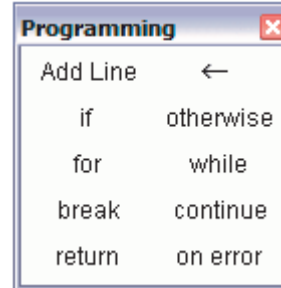 Programming
Add Line ←
if otherwise
for while
break continue
return on error